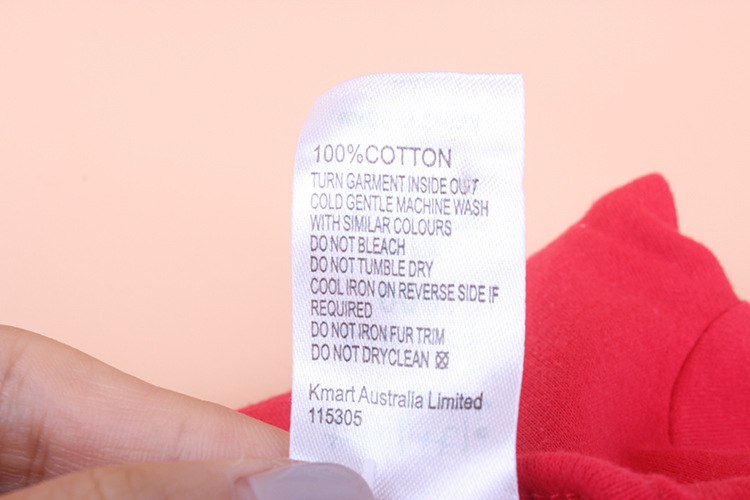 100%COTTON
TURN GARMENT INSIDE OUT
COLD GENTLE MACHINE WASH
WITH SIMILAR COLOURS
DO NOT BLEACH
DO NOT TUMBLE DRY
COOL IRON ON REVERSE SIDE IF
REQUIRED
DO NOT IRON FUR TRIM
DO NOT DRYCLEAN
Kmart Australia Limited
115305